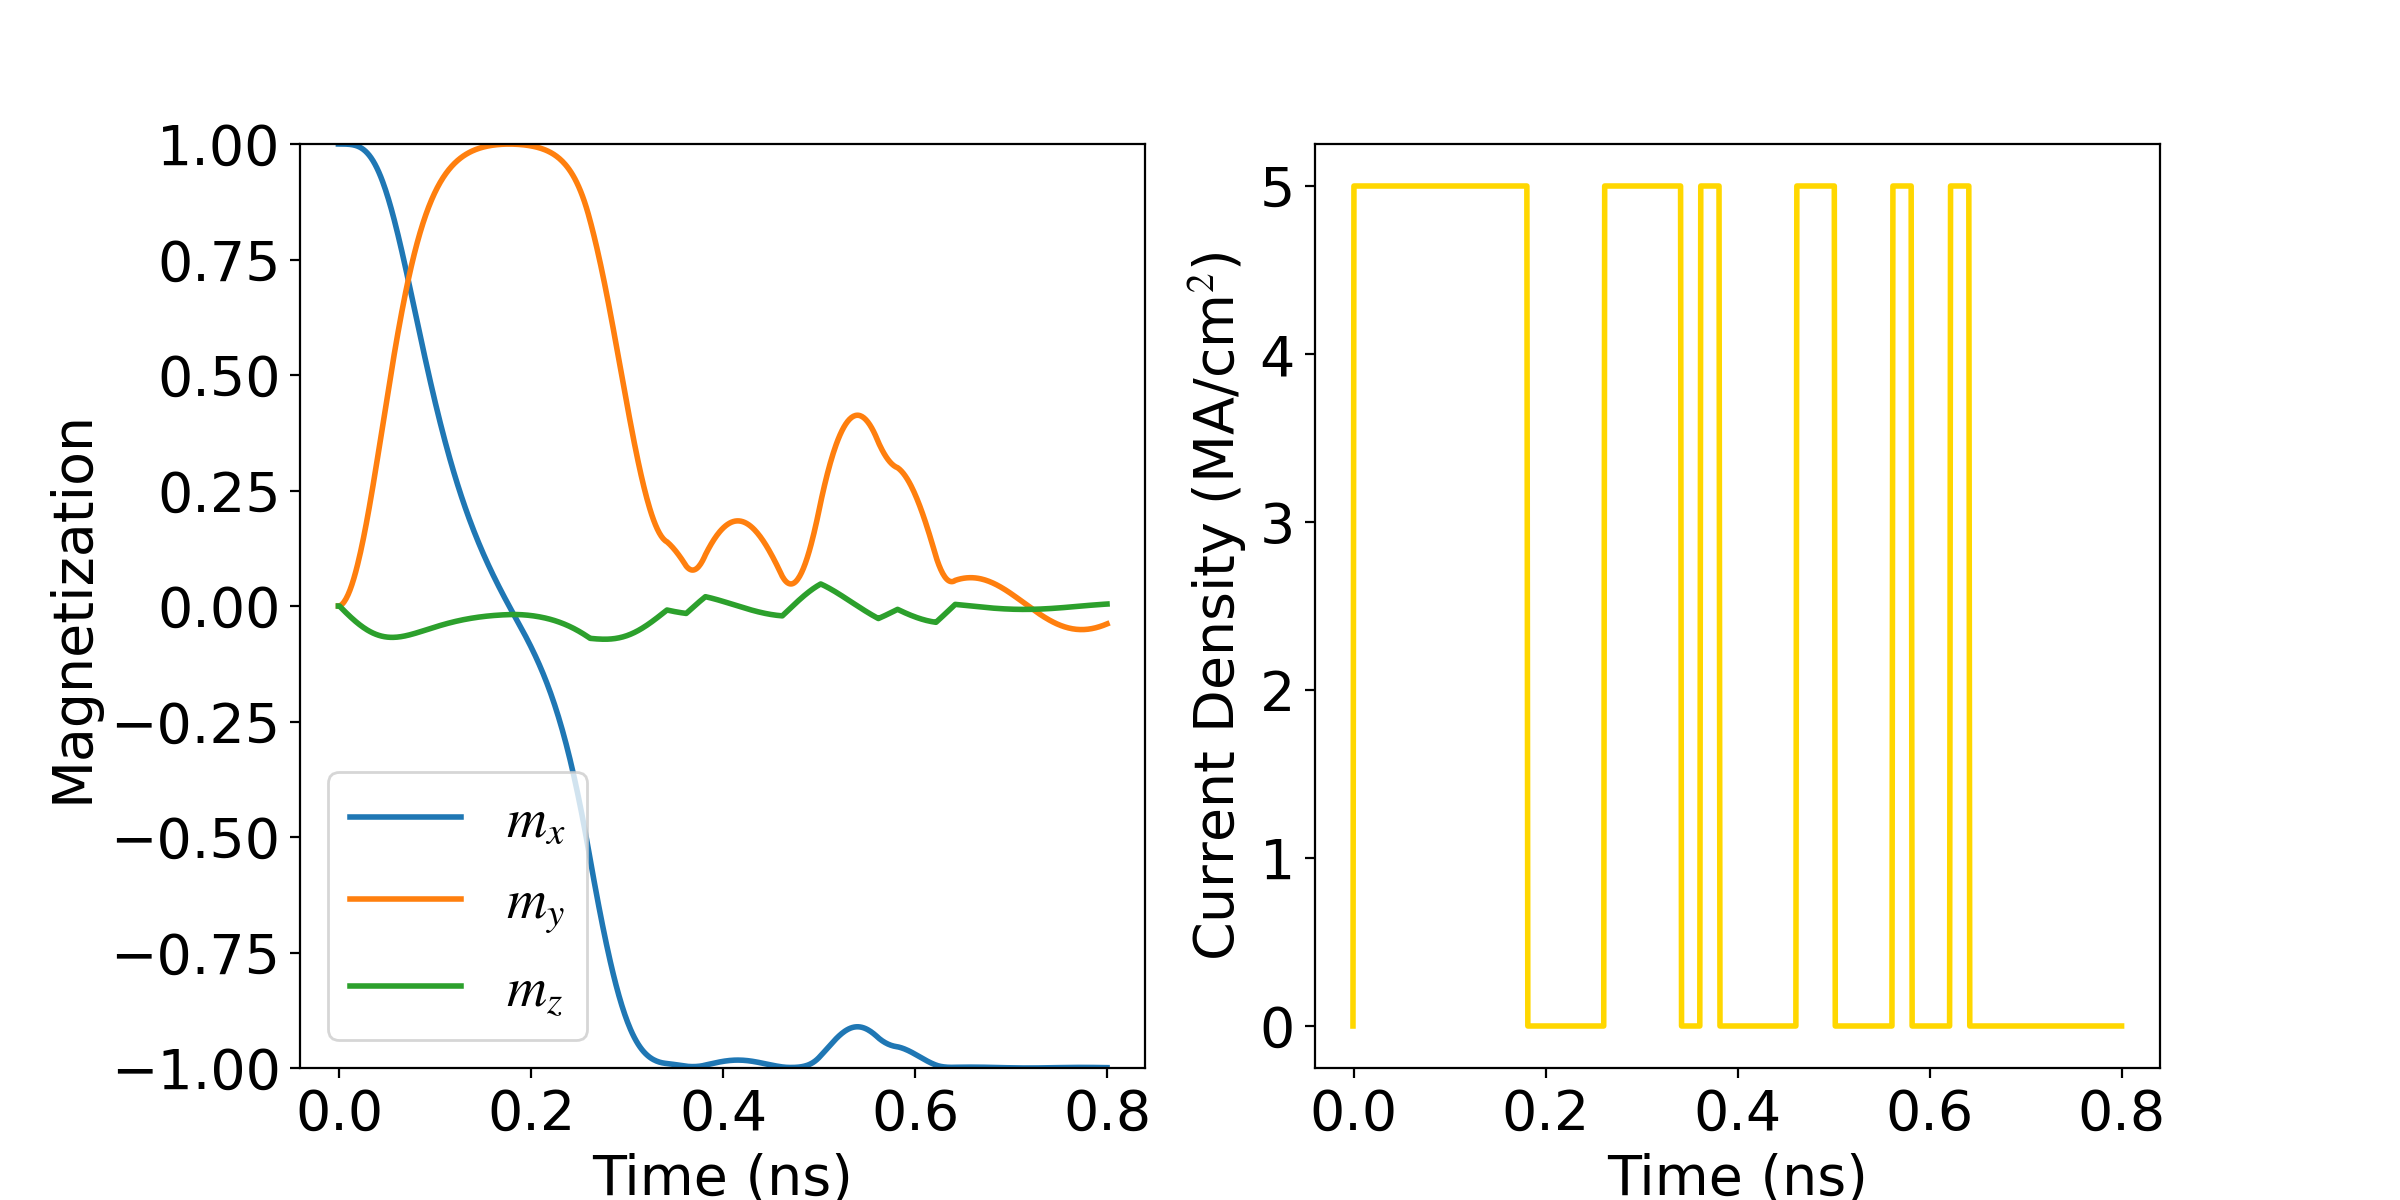 1.00
0.75
0.50
0.25
0.00
−0.25
−0.50
−0.75
−1.00
0.0 0.2 0.4 0.6 0.8
Time (ns)
Magnetization
m_x
m_y
m_z
5
4
3
2
1
0
0.0 0.2 0.4 0.6 0.8
Time (ns)
Current Density (MA/cm²)